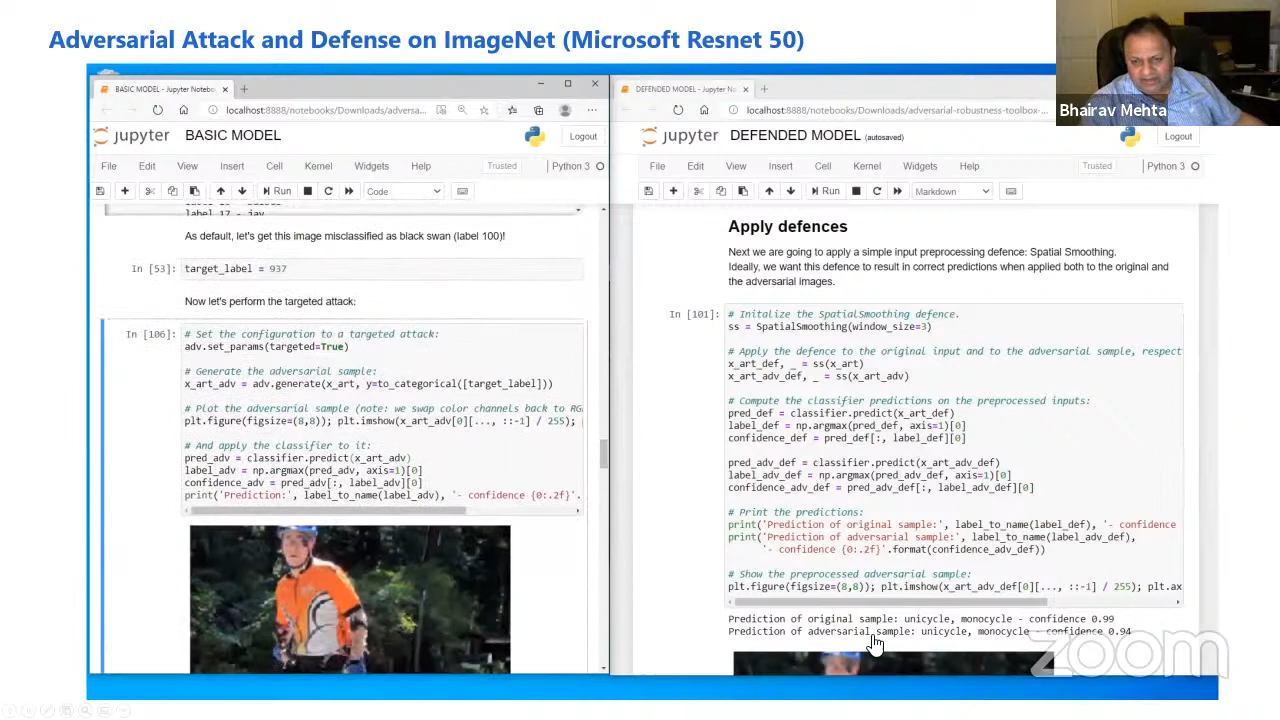 Adversarial Attack and Defense on ImageNet (Microsoft Resnet 50)
Bhairav Mehta
BASIC MODEL - Jupyter Notebo
localhost:8888/notebooks/Downloads/adversa...
jupyter BASIC MODEL
Logout
File Edit View Insert Cell Kernel Widgets Help
Trusted
Python 3
Run
Code
label 17 - jay
As default, let's get this image misclassified as black swan (label 100)!
In [53]: target_label = 937
Now let's perform the targeted attack:
In [106]: # Set the configuration to a targeted attack:
adv.set_params(targeted=True)
# Generate the adversarial sample:
x_art_adv = adv.generate(x_art, y=to_categorical([target_label]))
# Plot the adversarial sample (note: we swap color channels back to RG
plt.figure(figsize=(8,8)); plt.imshow(x_art_adv[0][..., ::-1] / 255);
# And apply the classifier to it:
pred_adv = classifier.predict(x_art_adv)
label_adv = np.argmax(pred_adv, axis=1)[0]
confidence_adv = pred_adv[:, label_adv][0]
print('Prediction:', label_to_name(label_adv), '- confidence {0:.2f}'.
DEFENDED MODEL - Jupyter Not
localhost:8888/notebooks/Downloads/adversarial-robustness-toolbox-...
jupyter DEFENDED MODEL (autosaved)
Logout
File Edit View Insert Cell Kernel Widgets Help
Trusted
Python 3
Run
Markdown
Apply defences
Next we are going to apply a simple input preprocessing defence: Spatial Smoothing.
Ideally, we want this defence to result in correct predictions when applied both to the original and
the adversarial images.
In [101]: # Initalize the SpatialSmoothing defence.
ss = SpatialSmoothing(window_size=3)
# Apply the defence to the original input and to the adversarial sample, respect
x_art_def, _ = ss(x_art)
x_art_adv_def, _ = ss(x_art_adv)
# Compute the classifier predictions on the preprocessed inputs:
pred_def = classifier.predict(x_art_def)
label_def = np.argmax(pred_def, axis=1)[0]
confidence_def = pred_def[:, label_def][0]
pred_adv_def = classifier.predict(x_art_adv_def)
label_adv_def = np.argmax(pred_adv_def, axis=1)[0]
confidence_adv_def = pred_adv_def[:, label_adv_def][0]
# Print the predictions:
print('Prediction of original sample:', label_to_name(label_def), '- confidence
print('Prediction of adversarial sample:', label_to_name(label_adv_def),
'- confidence {0:.2f}'.format(confidence_adv_def))
# Show the preprocessed adversarial sample:
plt.figure(figsize=(8,8)); plt.imshow(x_art_adv_def[0][..., ::-1] / 255); plt.ax
Prediction of original sample: unicycle, monocycle - confidence 0.99
Prediction of adversarial sample: unicycle, monocycle - confidence 0.94
zoom